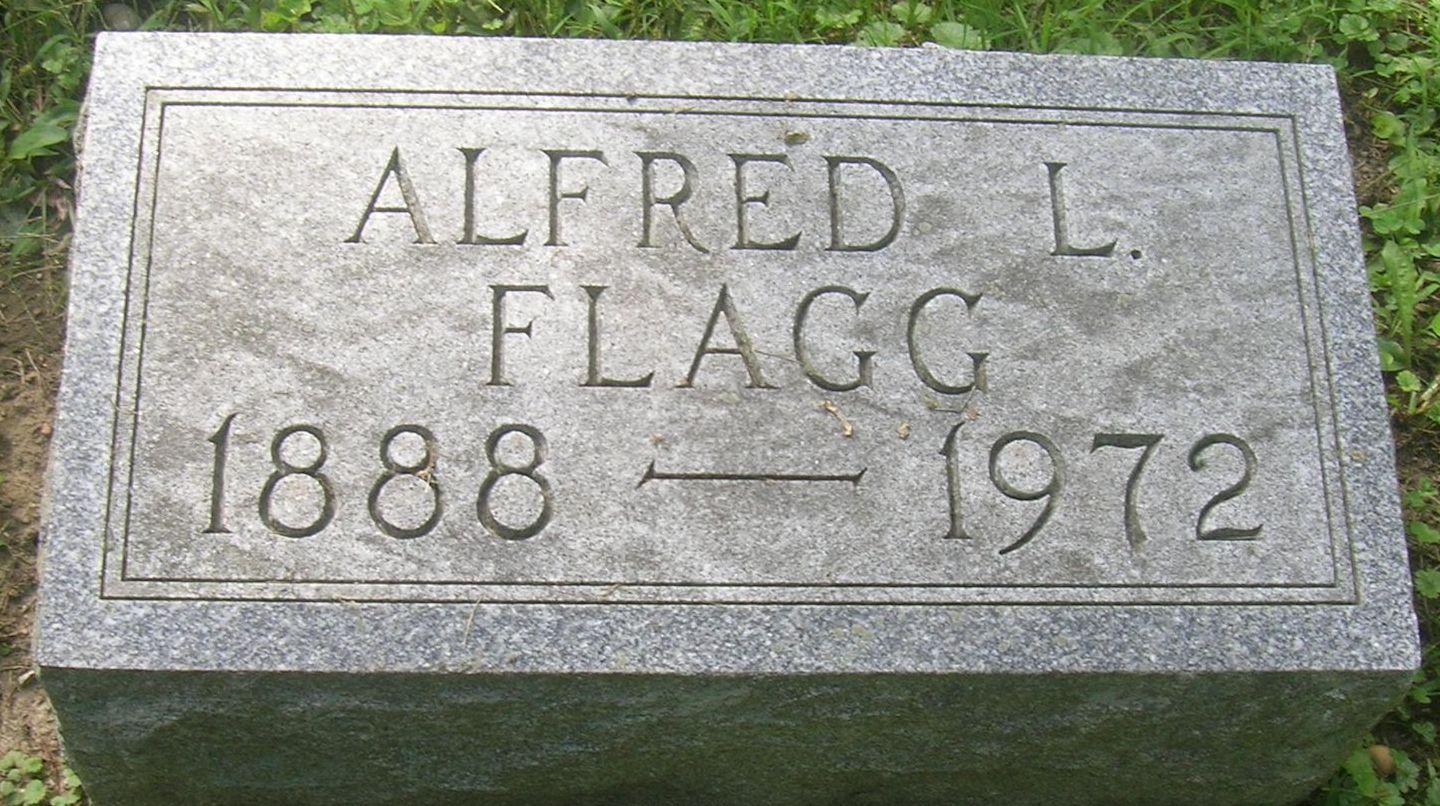 ALFRED L.
FLAGG
1888 — 1972